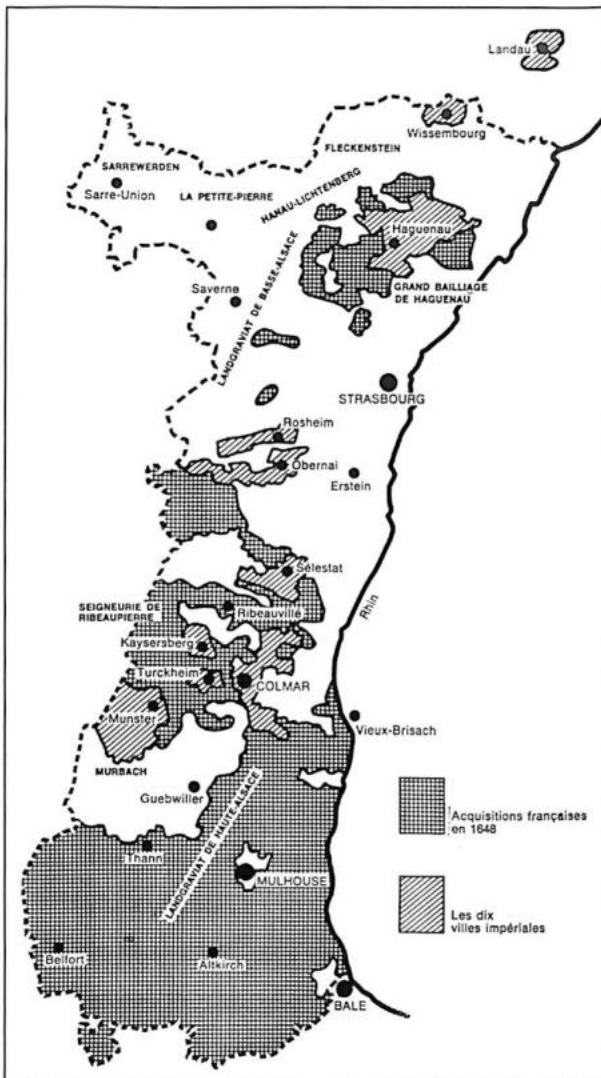 Landau
Wissembourg
FLECKENSTEIN
SARREWERDEN
Sarre-Union
LA PETITE-PIERRE
HANAU-LICHTENBERG
Haguenau
Saverne
GRAND BAILLIAGE
DE HAGUENAU
LANDGRAVIAT DE BASSE-ALSACE
STRASBOURG
Rosheim
Obernai
Erstein
Sélestat
Rhin
SEIGNEURIE DE
RIBEAUPIERRE
Ribeauvillé
Kaysersberg
Turckheim
COLMAR
Munster
Vieux-Brisach
MURBACH
Guebwiller
LANDGRAVIAT DE HAUTE-ALSACE
Acquisitions françaises
en 1648
Thann
MULHOUSE
Les dix
villes impériales
Belfort
Altkirch
BALE